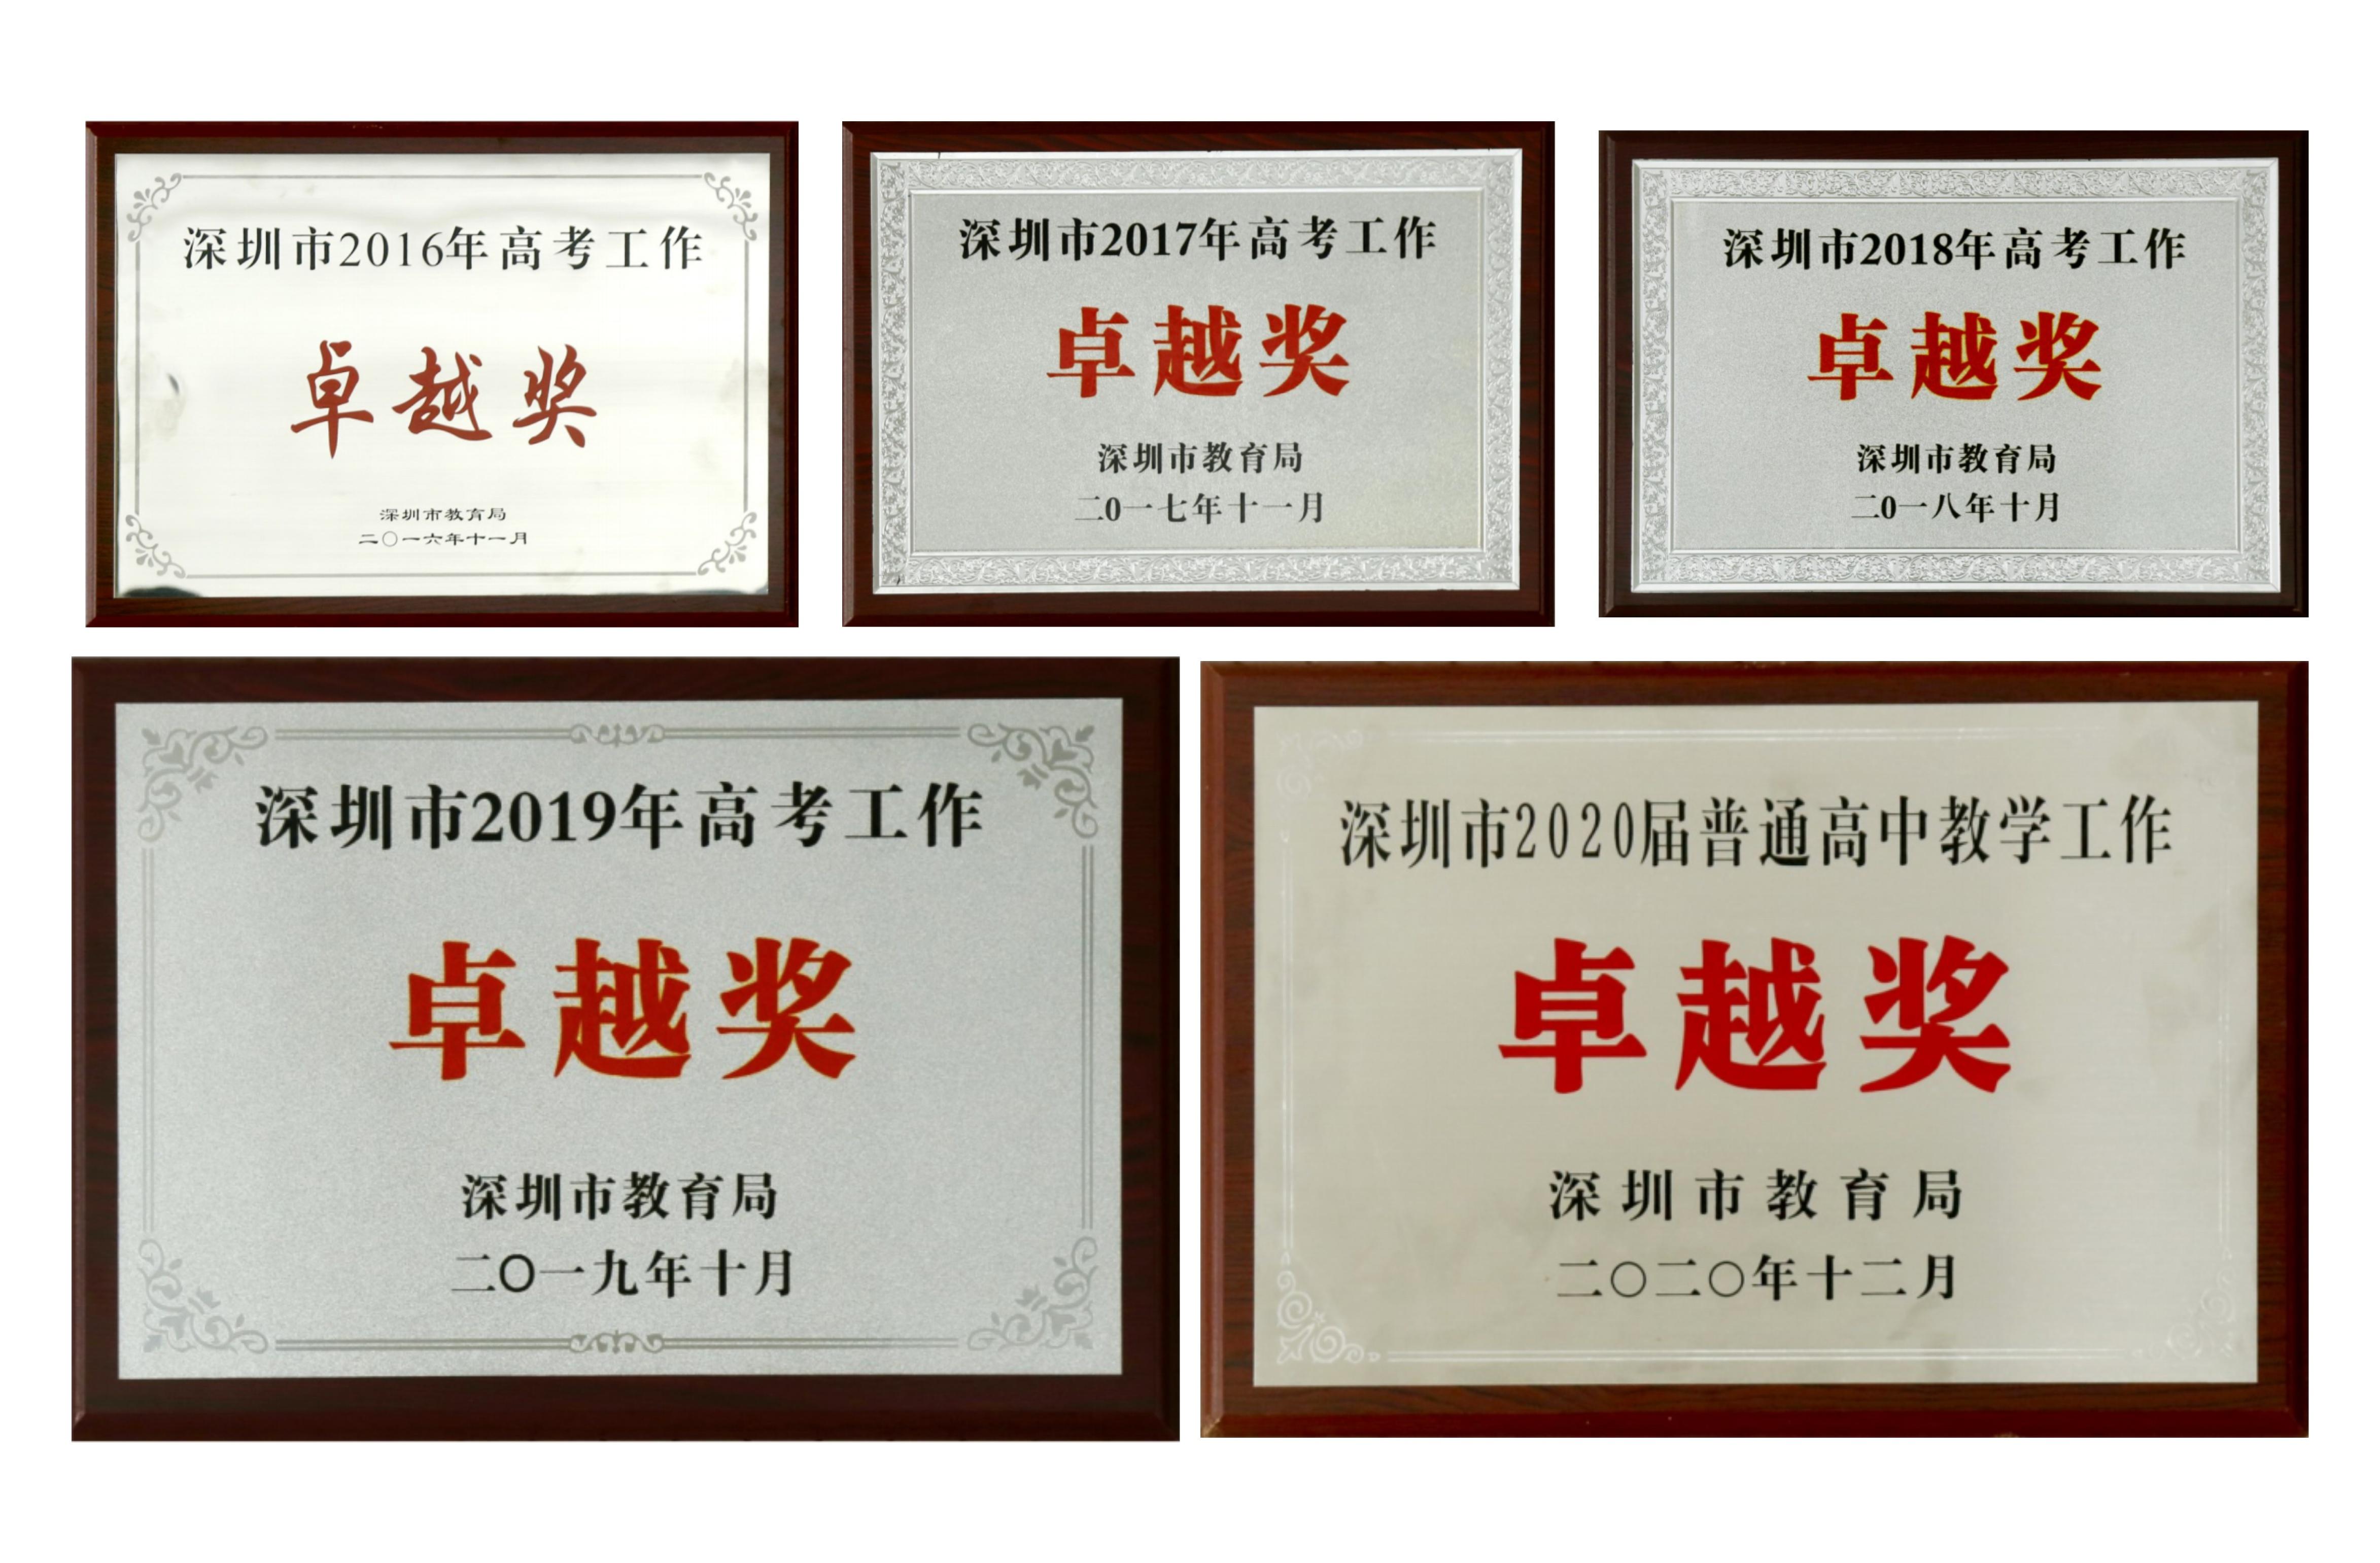 深圳市2016年高考工作
卓越奖
深圳市教育局
二〇一六年十一月
深圳市2017年高考工作
卓越奖
深圳市教育局
二0一七年十一月
深圳市2018年高考工作
卓越奖
深圳市教育局
二0一八年十月
深圳市2019年高考工作
卓越奖
深圳市教育局
二〇一九年十月
深圳市2020届普通高中教学工作
卓越奖
深圳市教育局
二〇二〇年十二月